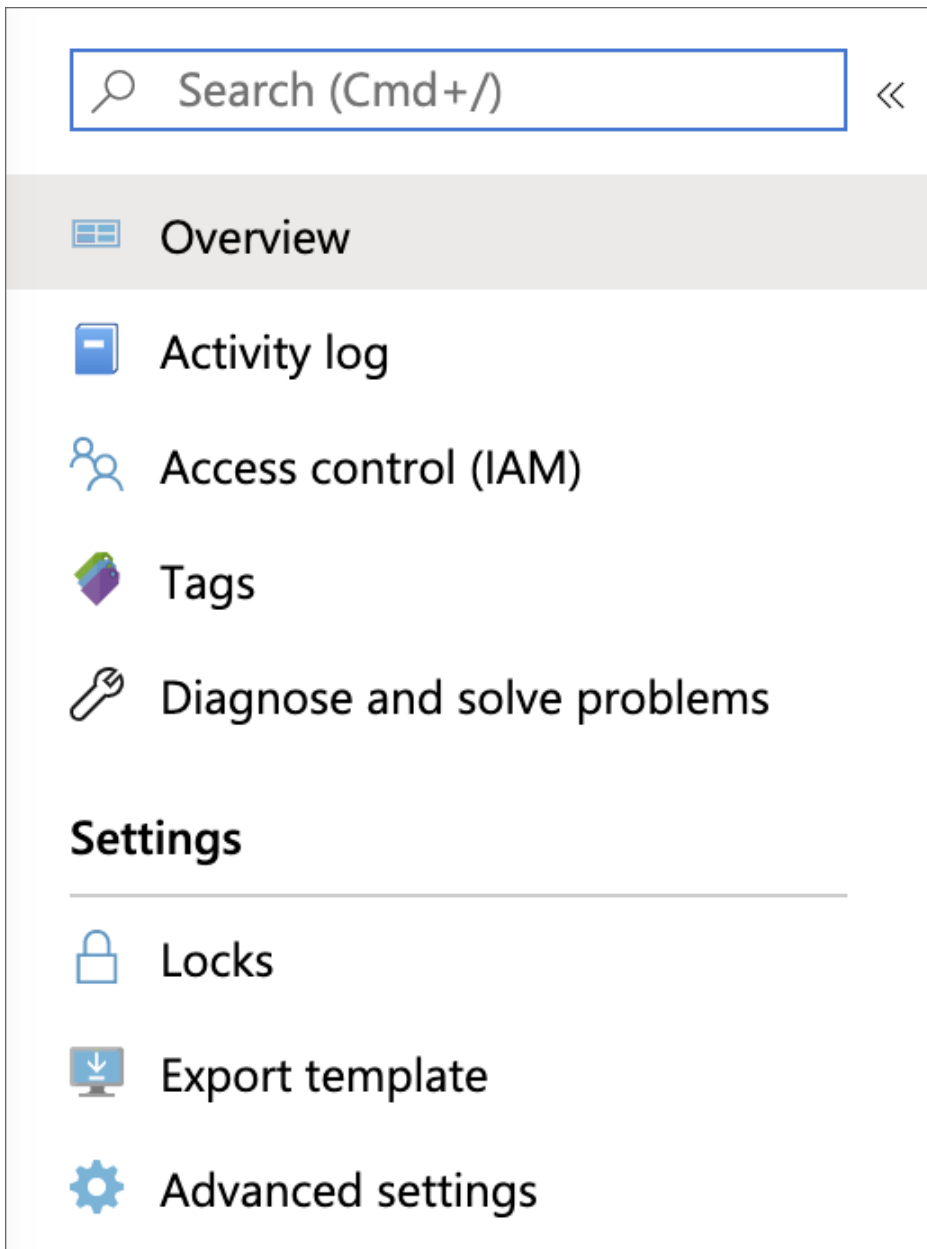 Search (Cmd+/)
Overview
Activity log
Access control (IAM)
Tags
Diagnose and solve problems
Settings
Locks
Export template
Advanced settings